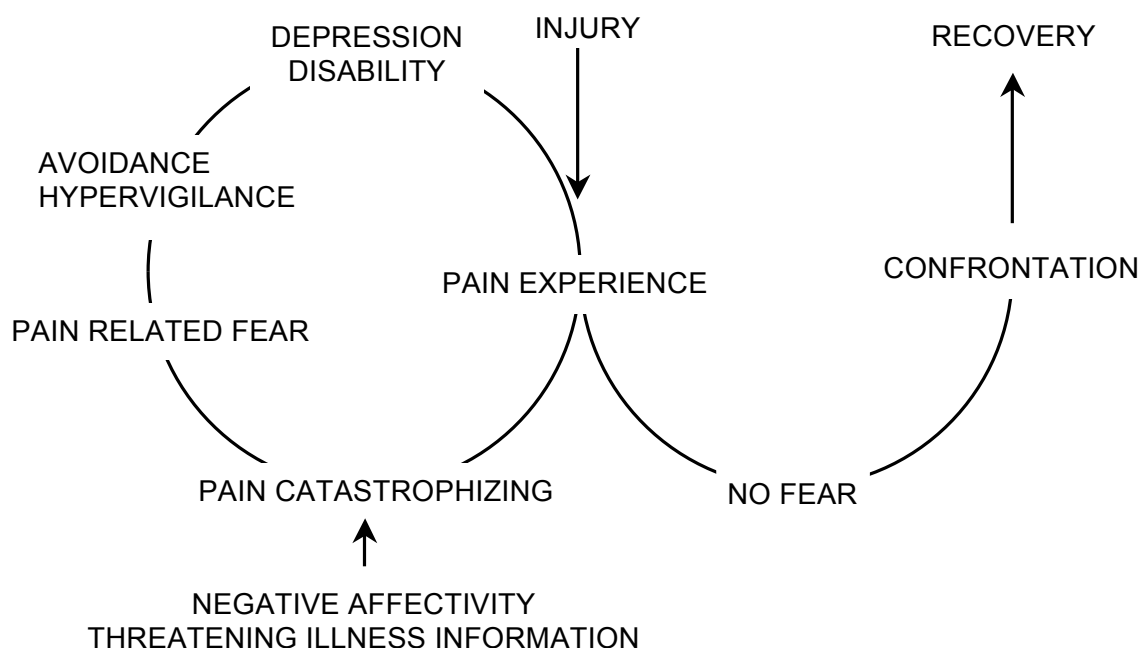 DEPRESSION
DISABILITY
INJURY
RECOVERY
AVOIDANCE
HYPERVIGILANCE
PAIN EXPERIENCE
CONFRONTATION
PAIN RELATED FEAR
PAIN CATASTROPHIZING
NO FEAR
NEGATIVE AFFECTIVITY
THREATENING ILLNESS INFORMATION